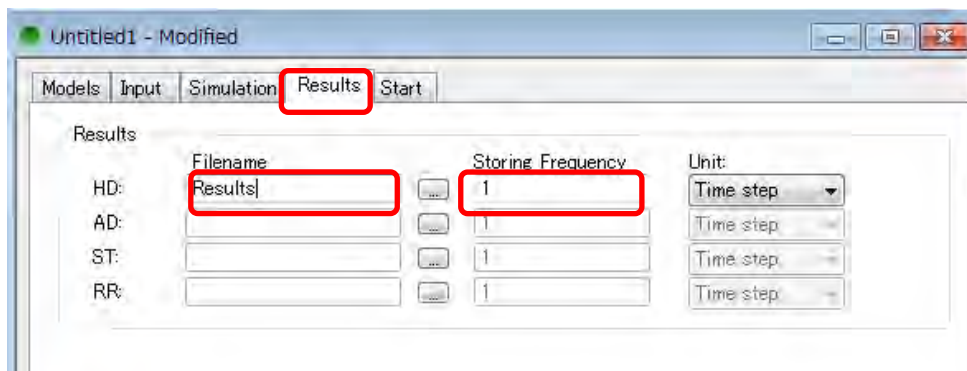 Untitled1 - Modified
Models Input Simulation Results Start
Results
Filename Storing Frequency Unit:
HD: Results ... 1 Time step
AD: ... 1 Time step
ST: ... 1 Time step
RR: ... 1 Time step